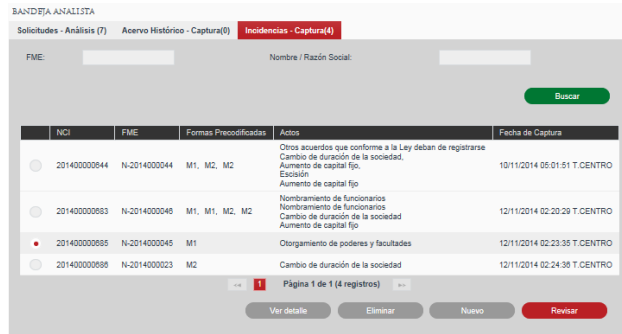 BANDEJA ANALISTA
Solicitudes - Análisis (7) Acervo Histórico - Captura(0) Incidencias - Captura(4)
FME: Nombre / Razón Social:
Buscar
NCI FME Formas Precodificadas Actos Fecha de Captura
Otros acuerdos que conforme a la Ley deban de registrarse
Cambio de duración de la sociedad,
201400000644 N-2014000044 M1, M2, M2 Aumento de capital fijo, 10/11/2014 05:01:51 T.CENTRO
Escisión
Aumento de capital fijo
Nombramiento de funcionarios
Nombramiento de funcionarios
201400000683 N-2014000046 M1, M1, M2, M2 Cambio de duración de la sociedad 12/11/2014 02:20:29 T.CENTRO
Aumento de capital fijo
201400000685 N-2014000045 M1 Otorgamiento de poderes y facultades 12/11/2014 02:23:35 T.CENTRO
201400000686 N-2014000023 M2 Cambio de duración de la sociedad 12/11/2014 02:24:36 T.CENTRO
1 Página 1 de 1 (4 registros)
Ver detalle Eliminar Nuevo Revisar